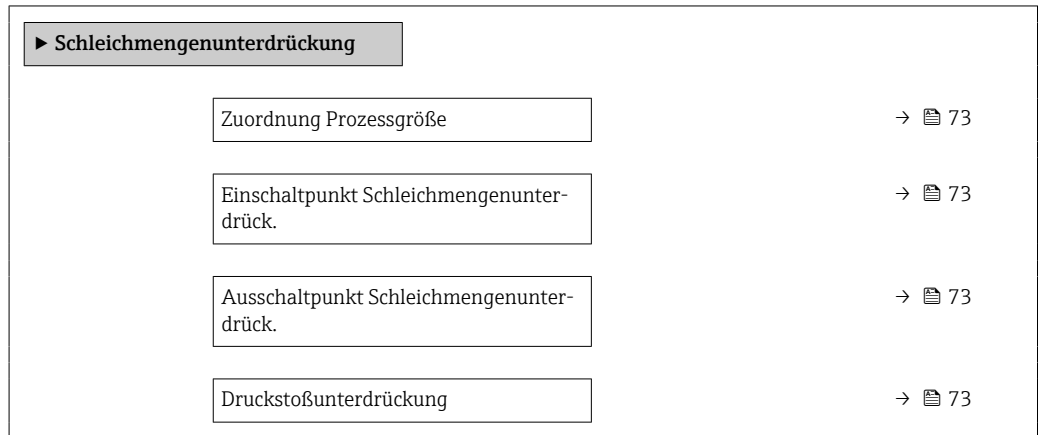 ▶ Schleichmengenunterdrückung
Zuordnung Prozessgröße → 73
Einschaltpunkt Schleichmengenunter-
drück. → 73
Ausschaltpunkt Schleichmengenunter-
drück. → 73
Druckstoßunterdrückung → 73